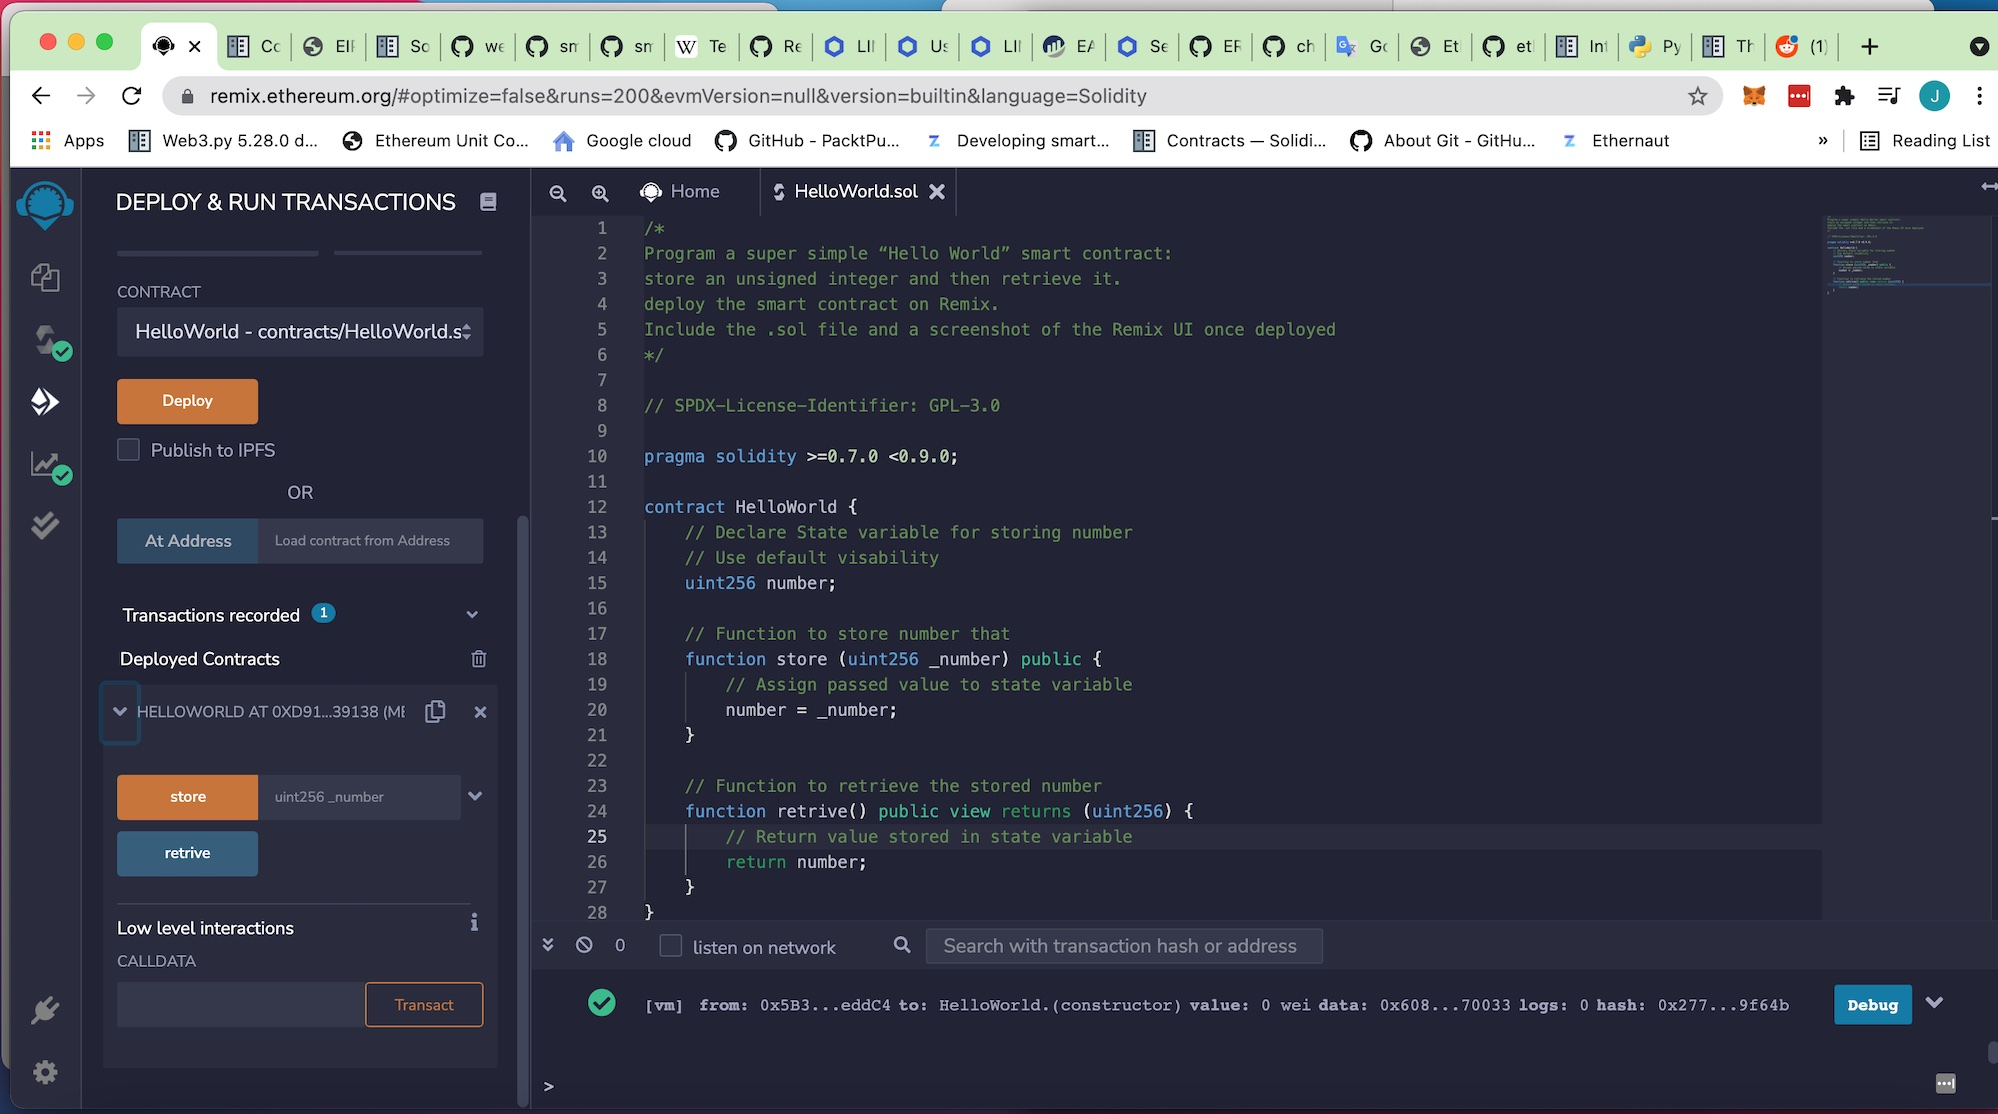 Cc
EIF
So
we
sm
sm
Te
Re
LII
Us
LII
EA
Se
EF
ch
Gc
Et
et
In
Py
Th
(1)
remix.ethereum.org/#optimize=false&runs=200&evmVersion=null&version=builtin&language=Solidity
J
Apps
Web3.py 5.28.0 d...
Ethereum Unit Co...
Google cloud
GitHub - PacktPu...
Developing smart...
Contracts — Solidi...
About Git - GitHu...
Ethernaut
»
Reading List
DEPLOY & RUN TRANSACTIONS
CONTRACT
HelloWorld - contracts/HelloWorld.s
Deploy
Publish to IPFS
OR
At Address
Load contract from Address
Transactions recorded 1
Deployed Contracts
HELLOWORLD AT 0XD91...39138 (ME
store
uint256 _number
retrive
Low level interactions
i
CALLDATA
Transact
Home
HelloWorld.sol
1 /*
2 Program a super simple “Hello World” smart contract:
3 store an unsigned integer and then retrieve it.
4 deploy the smart contract on Remix.
5 Include the .sol file and a screenshot of the Remix UI once deployed
6 */
7
8 // SPDX-License-Identifier: GPL-3.0
9
10 pragma solidity >=0.7.0 <0.9.0;
11
12 contract HelloWorld {
13 // Declare State variable for storing number
14 // Use default visability
15 uint256 number;
16
17 // Function to store number that
18 function store (uint256 _number) public {
19 // Assign passed value to state variable
20 number = _number;
21 }
22
23 // Function to retrieve the stored number
24 function retrive() public view returns (uint256) {
25 // Return value stored in state variable
26 return number;
27 }
28 }
0
listen on network
Search with transaction hash or address
[vm] from: 0x5B3...eddC4 to: HelloWorld.(constructor) value: 0 wei data: 0x608...70033 logs: 0 hash: 0x277...9f64b
Debug
>